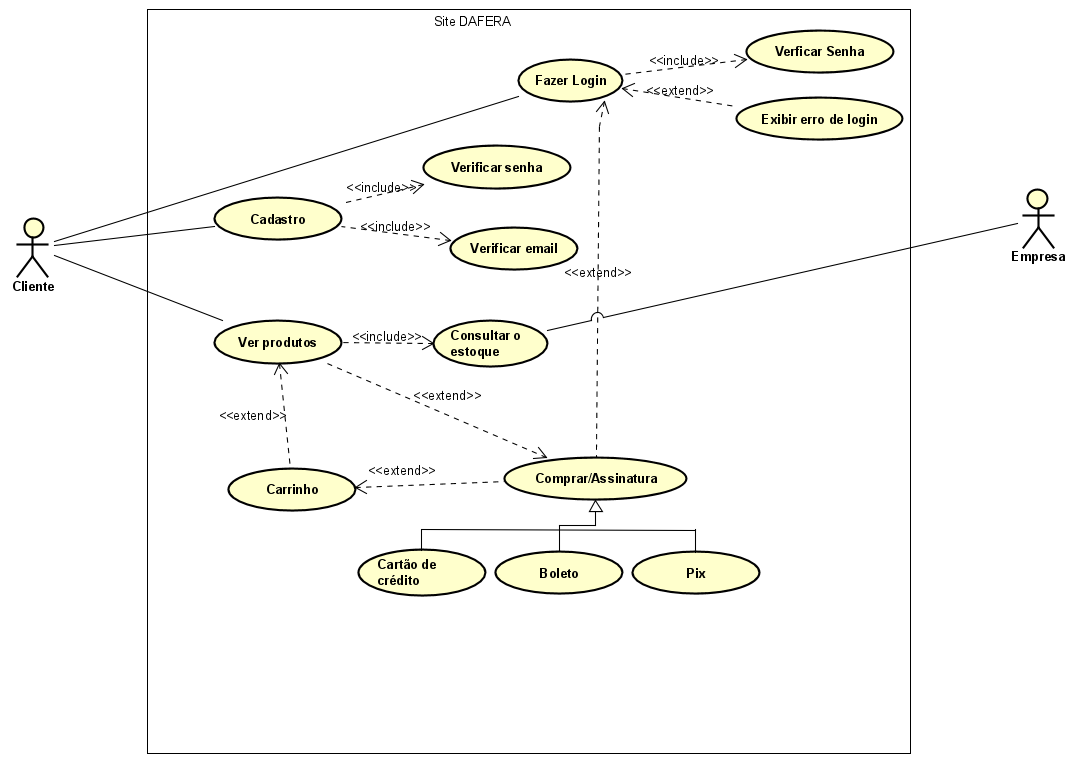 Site DAFERA
Fazer Login
<<include>>
Verficar Senha
<<extend>>
Exibir erro de login
Verificar senha
<<include>>
Cadastro
<<include>>
Verificar email
Cliente
Empresa
<<extend>>
Ver produtos
<<include>>
Consultar o
estoque
<<extend>>
<<extend>>
Carrinho
<<extend>>
Comprar/Assinatura
Cartão de
crédito
Boleto
Pix